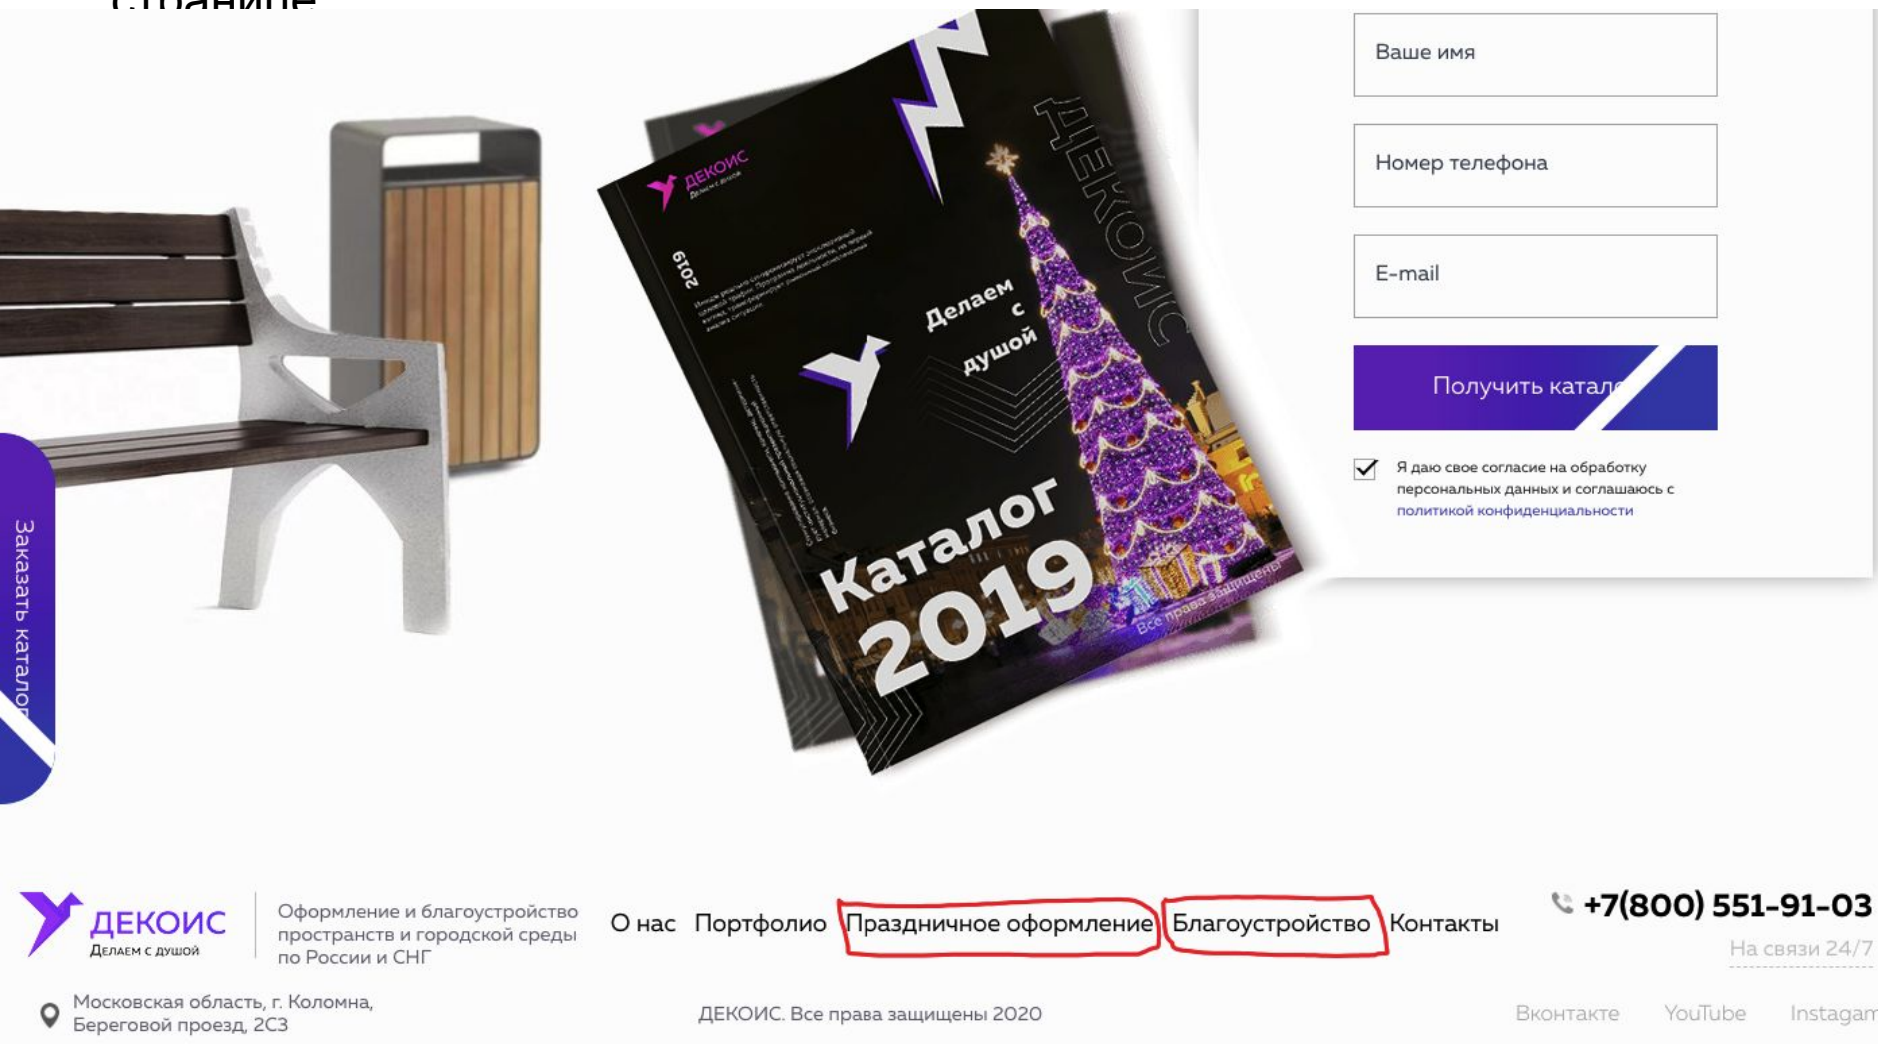 странице
Ваше имя
Номер телефона
E-mail
Получить катало
Я даю свое согласие на обработку
персональных данных и соглашаюсь с
политикой конфиденциальности
ДЕКОИС
Делаем с душой
2019
ДЕКОИС
Делаем
с
душой
Каталог
2019
Все права защищены
Заказать каталог
ДЕКОИС
Делаем с душой
Оформление и благоустройство
пространств и городской среды
по России и СНГ
О нас Портфолио Праздничное оформление Благоустройство Контакты
+7(800) 551-91-03
На связи 24/7
Московская область, г. Коломна,
Береговой проезд, 2С3
ДЕКОИС. Все права защищены 2020
Вконтакте YouTube Instagam